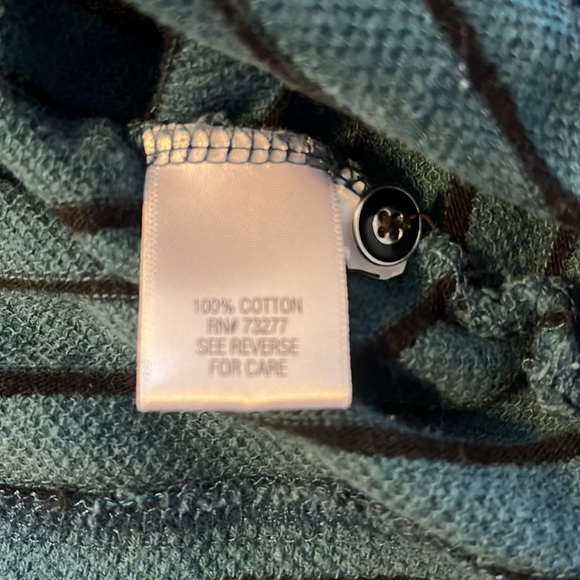 100% COTTON
RN# 73277
SEE REVERSE
FOR CARE